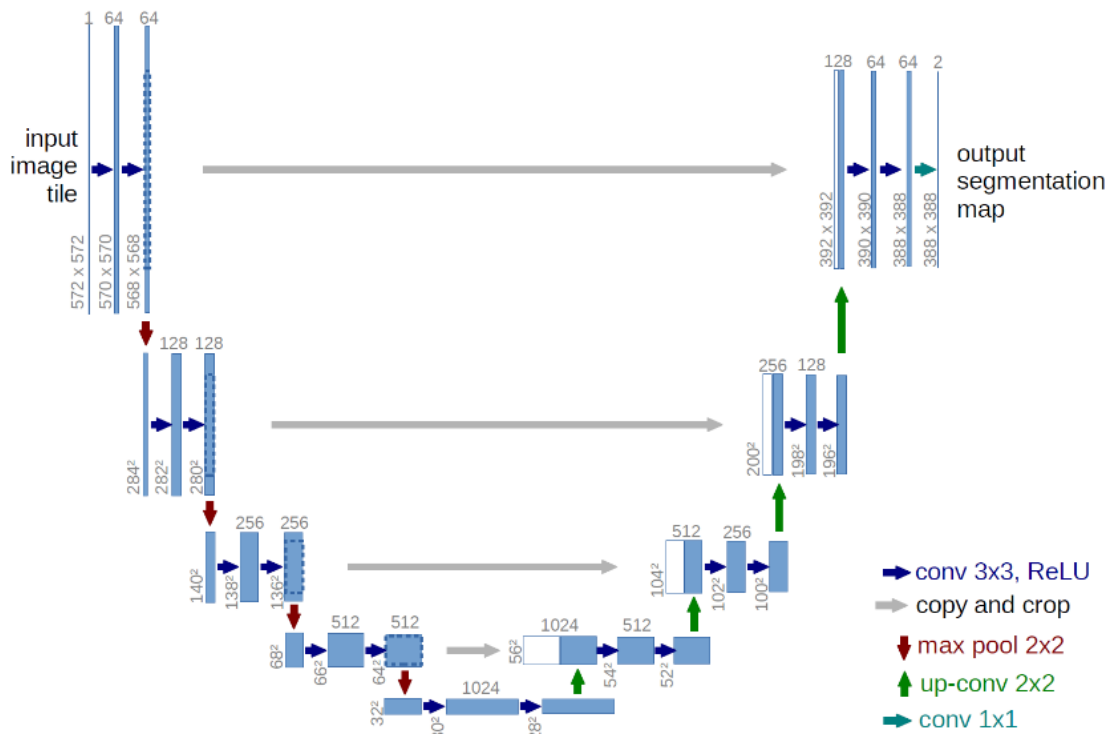 1
64
64
128
64
64
2
input
image
tile
output
segmentation
map
572 x 572
570 x 570
568 x 568
392 x 392
390 x 390
388 x 388
388 x 388
128
128
256
128
284²
282²
280²
200²
198²
196²
256
256
512
256
140²
138²
136²
104²
102²
100²
512
512
1024
512
68²
66²
64²
56²
54²
52²
1024
32²
30²
28²
conv 3x3, ReLU
copy and crop
max pool 2x2
up-conv 2x2
conv 1x1